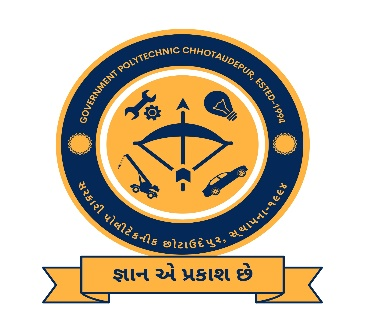 GOVERNMENT POLYTECHNIC CHHOTAUDEPUR, ESTED-1994
સરકારી પોલીટેકનીક છોટાઉદેપુર, સ્થાપના-૧૯૯૪
જ્ઞાન એ પ્રકાશ છે